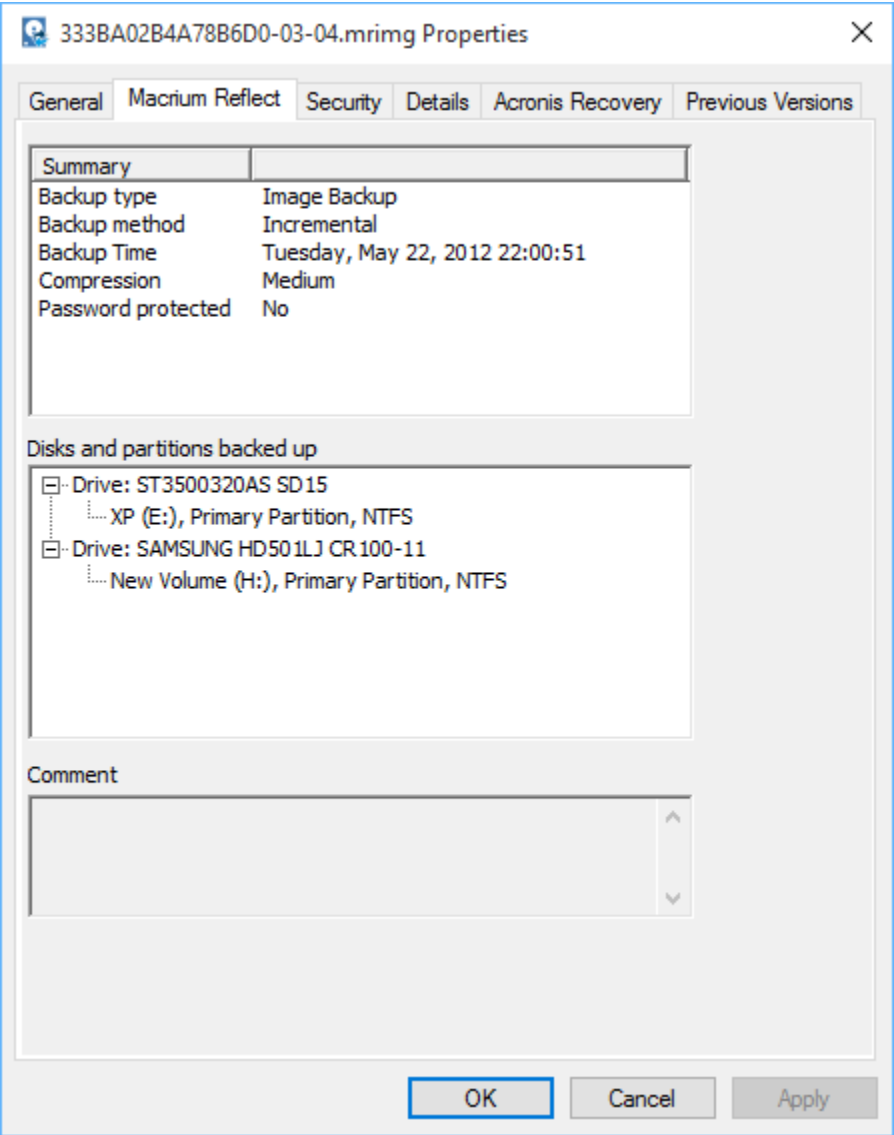 333BA02B4A78B6D0-03-04.mrimg Properties
General Macrium Reflect Security Details Acronis Recovery Previous Versions
Summary
Backup type Image Backup
Backup method Incremental
Backup Time Tuesday, May 22, 2012 22:00:51
Compression Medium
Password protected No
Disks and partitions backed up
Drive: ST3500320AS SD15
XP (E:), Primary Partition, NTFS
Drive: SAMSUNG HD501LJ CR100-11
New Volume (H:), Primary Partition, NTFS
Comment
OK Cancel Apply